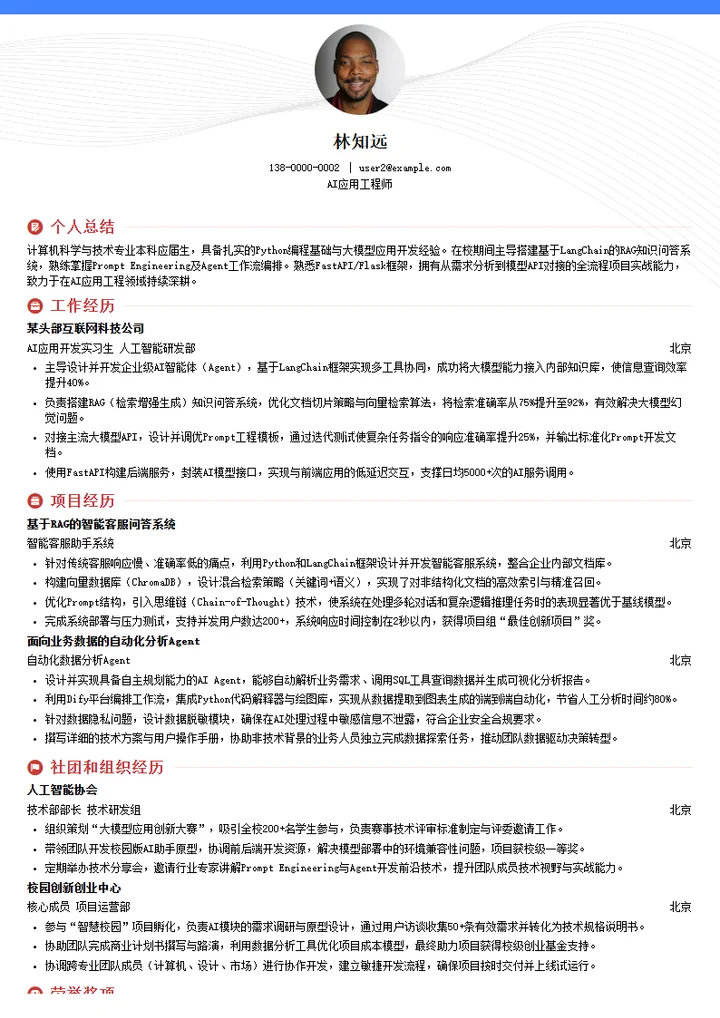 林知远
138-0000-0002 | user2@example.com
AI应用工程师
个人总结
计算机科学与技术专业本科应届生，具备扎实的Python编程基础与大模型应用开发经验。在校期间主导搭建基于LangChain的RAG知识问答系
统，熟练掌握Prompt Engineering及Agent工作流编排。熟悉FastAPI/Flask框架，拥有从需求分析到模型API对接的全流程项目实战能力，
致力于在AI应用工程领域持续深耕。
工作经历
某头部互联网科技公司
AI应用开发实习生 人工智能研发部 北京
• 主导设计并开发企业级AI智能体（Agent），基于LangChain框架实现多工具协同，成功将大模型能力接入内部知识库，使信息查询效率
提升40%。
• 负责搭建RAG（检索增强生成）知识问答系统，优化文档切片策略与向量检索算法，将检索准确率从75%提升至92%，有效解决大模型幻
觉问题。
• 对接主流大模型API，设计并调优Prompt工程模板，通过迭代测试使复杂任务指令的响应准确率提升25%，并输出标准化Prompt开发文
档。
• 使用FastAPI构建后端服务，封装AI模型接口，实现与前端应用的低延迟交互，支撑日均5000+次的AI服务调用。
项目经历
基于RAG的智能客服问答系统
智能客服助手系统 北京
• 针对传统客服响应慢、准确率低的痛点，利用Python和LangChain框架设计并开发智能客服系统，整合企业内部文档库。
• 构建向量数据库（ChromaDB），设计混合检索策略（关键词+语义），实现了对非结构化文档的高效索引与精准召回。
• 优化Prompt结构，引入思维链（Chain-of-Thought）技术，使系统在处理多轮对话和复杂逻辑推理任务时的表现显著优于基线模型。
• 完成系统部署与压力测试，支持并发用户数达200+，系统响应时间控制在2秒以内，获得项目组“最佳创新项目”奖。
面向业务数据的自动化分析Agent
自动化数据分析Agent 北京
• 设计并实现具备自主规划能力的AI Agent，能够自动解析业务需求、调用SQL工具查询数据并生成可视化分析报告。
• 利用Dify平台编排工作流，集成Python代码解释器与绘图库，实现从数据提取到图表生成的端到端自动化，节省人工分析时间约80%。
• 针对数据隐私问题，设计数据脱敏模块，确保在AI处理过程中敏感信息不泄露，符合企业安全合规要求。
• 撰写详细的技术方案与用户操作手册，协助非技术背景的业务人员独立完成数据探索任务，推动团队数据驱动决策转型。
社团和组织经历
人工智能协会
技术部部长 技术研发组 北京
• 组织策划“大模型应用创新大赛”，吸引全校200+名学生参与，负责赛事技术评审标准制定与评委邀请工作。
• 带领团队开发校园版AI助手原型，协调前后端开发资源，解决模型部署中的环境兼容性问题，项目获校级一等奖。
• 定期举办技术分享会，邀请行业专家讲解Prompt Engineering与Agent开发前沿技术，提升团队成员技术视野与实战能力。
校园创新创业中心
核心成员 项目运营部 北京
• 参与“智慧校园”项目孵化，负责AI模块的需求调研与原型设计，通过用户访谈收集50+条有效需求并转化为技术规格说明书。
• 协助团队完成商业计划书撰写与路演，利用数据分析工具优化项目成本模型，最终助力项目获得校级创业基金支持。
• 协调跨专业团队成员（计算机、设计、市场）进行协作开发，建立敏捷开发流程，确保项目按时交付并上线试运行。
荣誉奖项